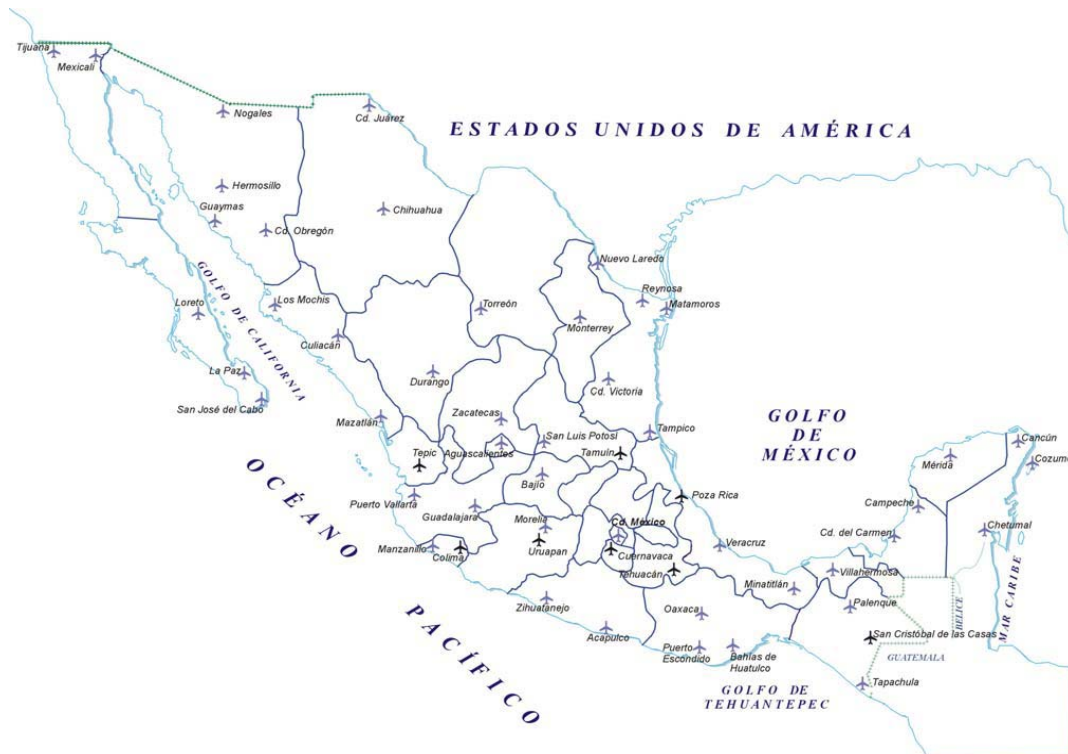 Tijuana
Mexicali
Nogales
Cd. Juárez
ESTADOS UNIDOS DE AMÉRICA
Hermosillo
Guaymas
Chihuahua
Cd. Obregón
Nuevo Laredo
GOLFO DE CALIFORNIA
Reynosa
Loreto
Los Mochis
Torreón
Matamoros
Monterrey
Culiacán
La Paz
Durango
Cd. Victoria
San José del Cabo
Zacatecas
GOLFO
DE
MÉXICO
Mazatlán
Tampico
San Luis Potosí
Cancún
Tepic
Aguascalientes
Tamuín
Mérida
Cozume
OCÉANO
Bajío
Poza Rica
Puerto Vallarta
Campeche
Guadalajara
Morelia
Cd. México
Chetumal
Cd. del Carmen
Manzanillo
Veracruz
Colima
Uruapan
Cuernavaca
Tehuacán
Villahermosa
Minatitlán
MAR CARIBE
BELICE
Zihuatanejo
Oaxaca
Palenque
PACÍFICO
Acapulco
San Cristóbal de las Casas
Puerto
Escondido
Bahías de
Huatulco
GUATEMALA
Tapachula
GOLFO DE
TEHUANTEPEC